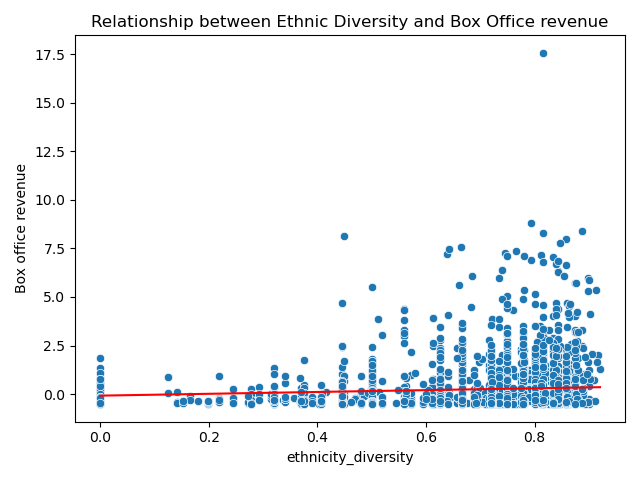 Relationship between Ethnic Diversity and Box Office revenue
17.5
15.0
12.5
10.0
7.5
5.0
2.5
0.0
Box office revenue
0.0 0.2 0.4 0.6 0.8
ethnicity_diversity